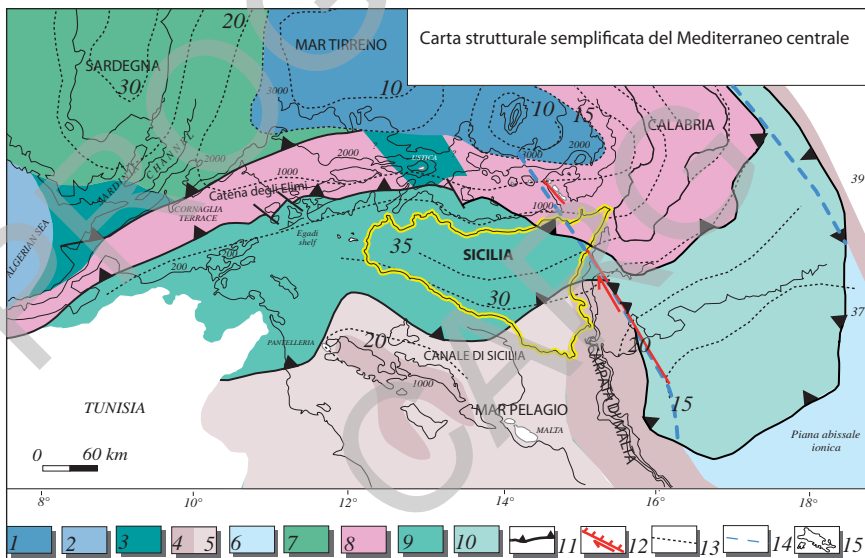 Carta strutturale semplificata del Mediterraneo centrale
20
MAR TIRRENO
SARDEGNA
30
10
10
15
3000
CALABRIA
SARDINIA
CHANNEL
2000
1000
2000
USTICA
3000
2000
39
Catena degli Elimi
CORNAGLIA
TERRACE
1000
ALGERIAN SEA
Egadi
shelf
35
SICILIA
200
200
30
37
PANTELLERIA
20
CANALE DI SICILIA
20
1000
SCARPATA DI MALTA
15
TUNISIA
MAR PELAGIO
MALTA
Piana abissale
ionica
0 60 km
8° 10° 12° 14° 16° 18°
1 2 3 4 5 6 7 8 9 10 11 12 13 14 15